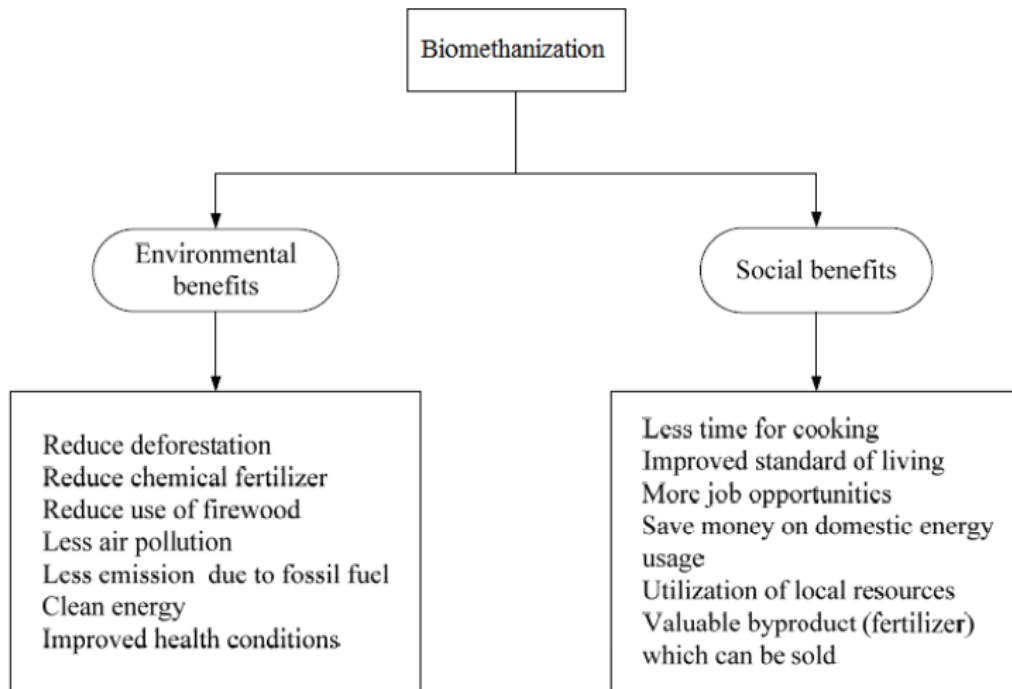 Biomethanization
Environmental
benefits
Social benefits
Reduce deforestation
Reduce chemical fertilizer
Reduce use of firewood
Less air pollution
Less emission due to fossil fuel
Clean energy
Improved health conditions
Less time for cooking
Improved standard of living
More job opportunitics
Save money on domestic energy
usage
Utilization of local resources
Valuable byproduct (fertilizer)
which can be sold